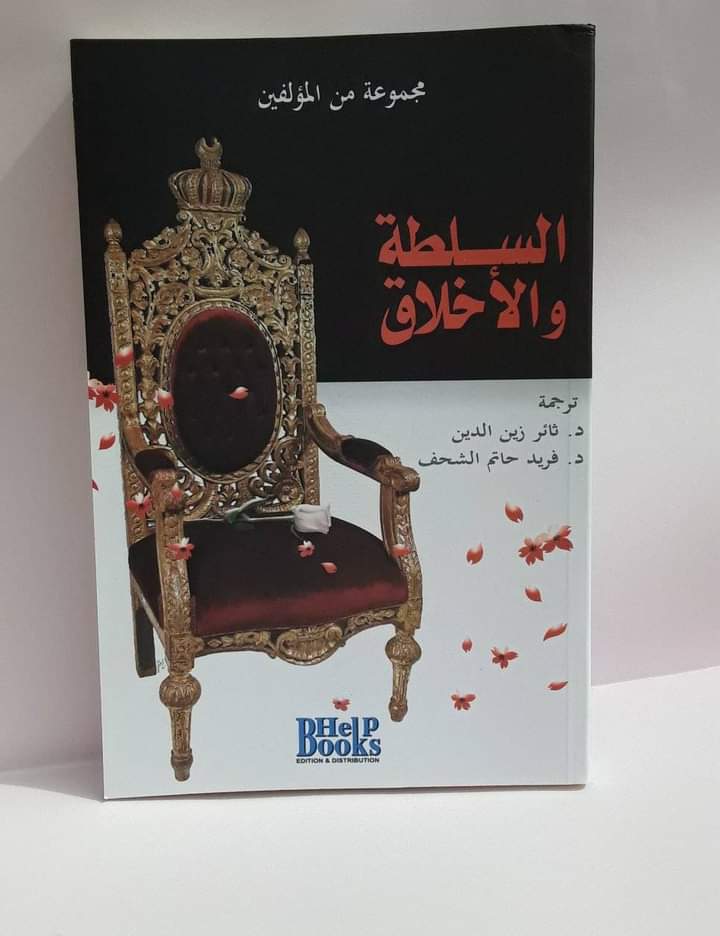 مجموعة من المؤلفين
السلطة
والأخلاق
ترجمة
د. ثائر زين الدين
د. فريد حاتم الشحف
Help
Books
EDITION & DISTRIBUTION